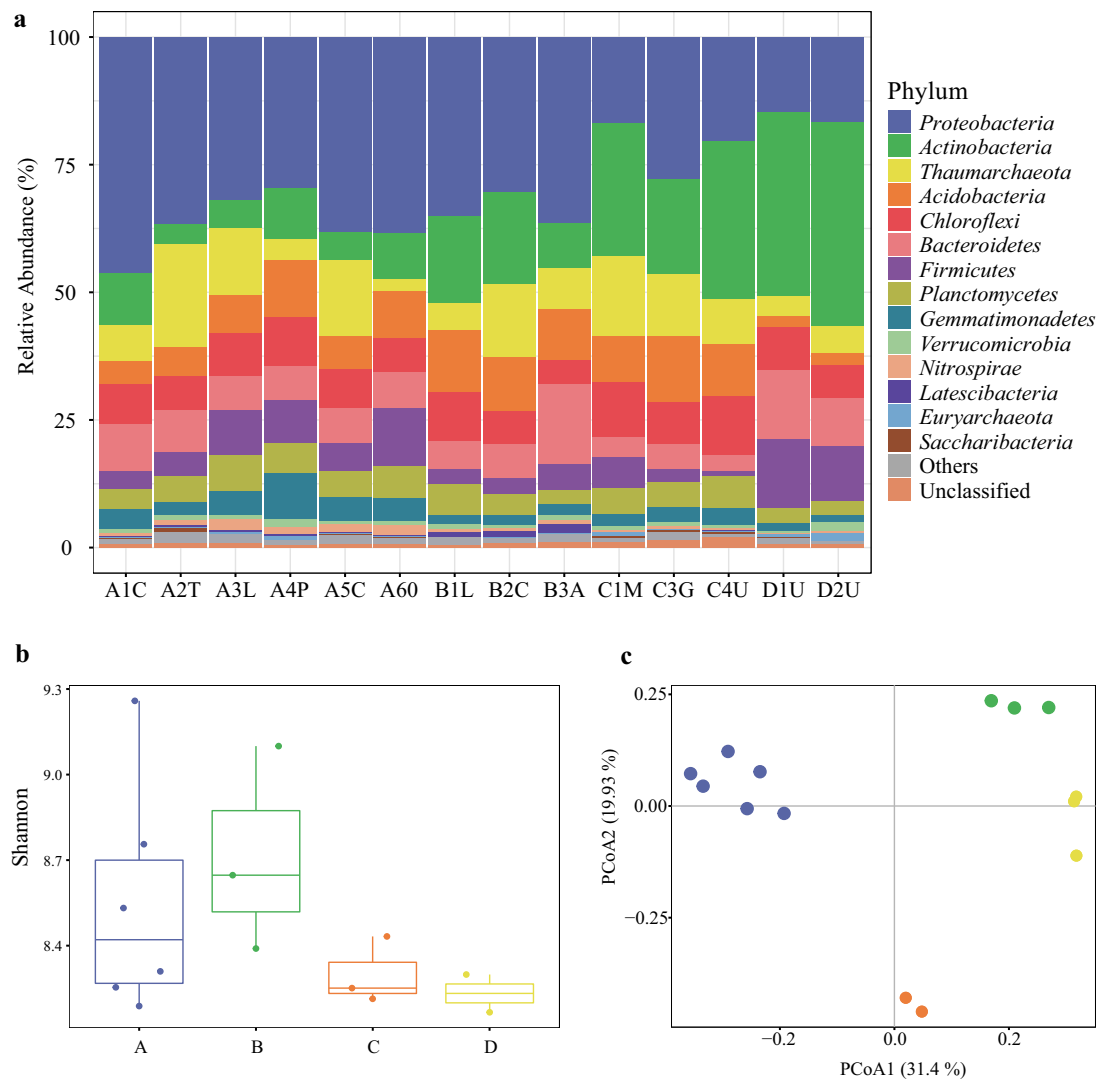 a
100
75
50
25
0
Relative Abundance (%)
A1C A2T A3L A4P A5C A60 B1L B2C B3A C1M C3G C4U D1U D2U
Phylum
Proteobacteria
Actinobacteria
Thaumarchaeota
Acidobacteria
Chloroflexi
Bacteroidetes
Firmicutes
Planctomycetes
Gemmatimonadetes
Verrucomicrobia
Nitrospirae
Latescibacteria
Euryarchaeota
Saccharibacteria
Others
Unclassified
b
9.3
9.0
8.7
8.4
Shannon
A B C D
c
0.25
0.00
−0.25
PCoA2 (19.93 %)
−0.2 0.0 0.2
PCoA1 (31.4 %)